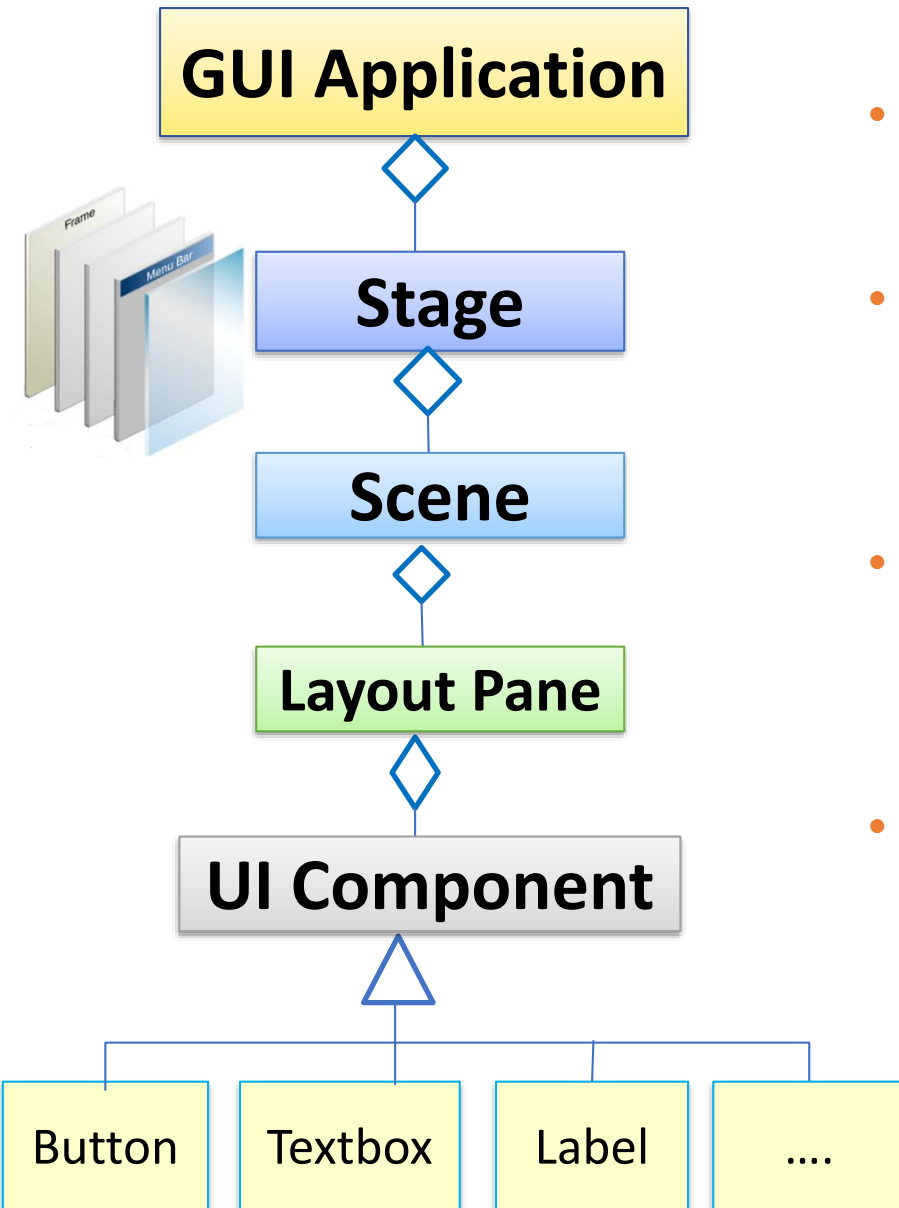 GUI Application
Frame
Menu Bar
Stage
Scene
Layout Pane
UI Component
Button
Textbox
Label
....